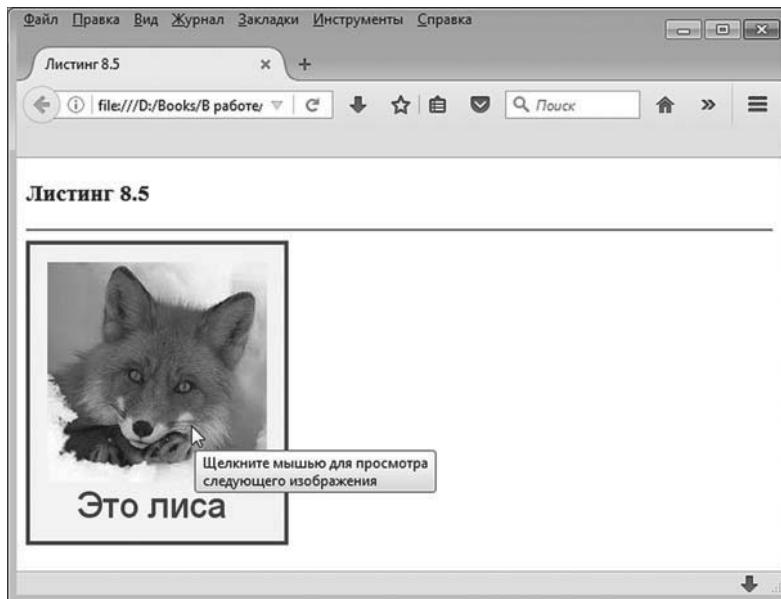 Файл Правка Вид Журнал Закладки Инструменты Справка
Листинг 8.5
file:///D:/Books/В работе/
Поиск
Листинг 8.5
Щелкните мышью для просмотра
следующего изображения
Это лиса